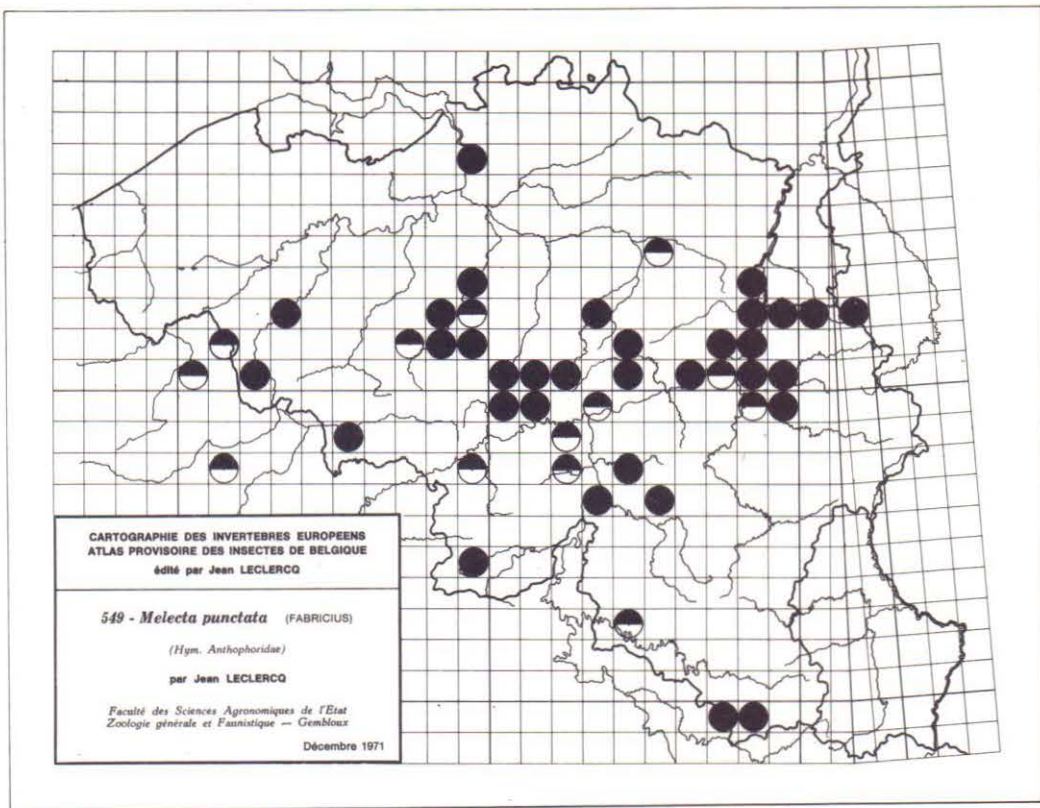 CARTOGRAPHIE DES INVERTEBRES EUROPEENS
ATLAS PROVISOIRE DES INSECTES DE BELGIQUE
édité par Jean LECLERCQ
549 - Melecta punctata (FABRICIUS)
(Hym. Anthophoridae)
par Jean LECLERCQ
Faculté des Sciences Agronomiques de l'Etat
Zoologie générale et Faunistique — Gembloux
Décembre 1971